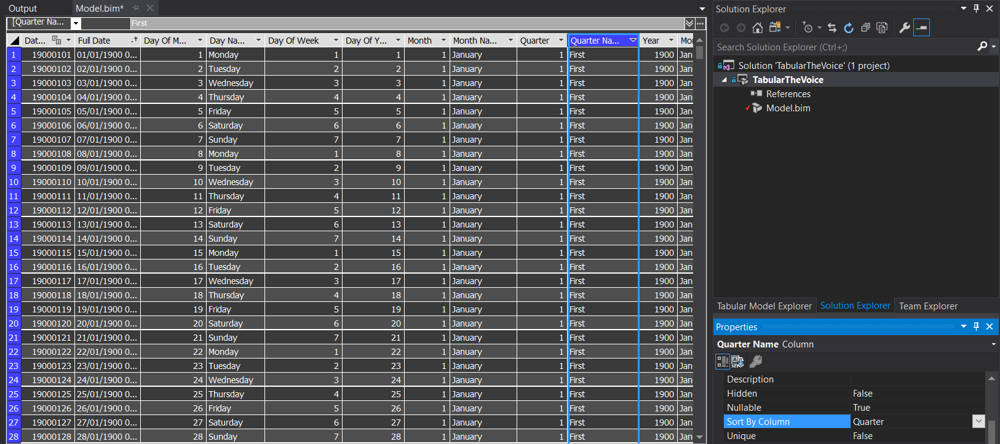 Output Model.bim*
[Quarter Na... First
Dat... Full Date Day Of M... Day Na... Day Of Week Day Of Y... Month Month Na... Quarter Quarter Na... Year Mor
1 19000101 01/01/1900 0... 1 Monday 1 1 1 January 1 First 1900 Jan
2 19000102 02/01/1900 0... 2 Tuesday 2 2 1 January 1 First 1900 Jan
3 19000103 03/01/1900 0... 3 Wednesday 3 3 1 January 1 First 1900 Jan
4 19000104 04/01/1900 0... 4 Thursday 4 4 1 January 1 First 1900 Jan
5 19000105 05/01/1900 0... 5 Friday 5 5 1 January 1 First 1900 Jan
6 19000106 06/01/1900 0... 6 Saturday 6 6 1 January 1 First 1900 Jan
7 19000107 07/01/1900 0... 7 Sunday 7 7 1 January 1 First 1900 Jan
8 19000108 08/01/1900 0... 8 Monday 1 8 1 January 1 First 1900 Jan
9 19000109 09/01/1900 0... 9 Tuesday 2 9 1 January 1 First 1900 Jan
10 19000110 10/01/1900 0... 10 Wednesday 3 10 1 January 1 First 1900 Jan
11 19000111 11/01/1900 0... 11 Thursday 4 11 1 January 1 First 1900 Jan
12 19000112 12/01/1900 0... 12 Friday 5 12 1 January 1 First 1900 Jan
13 19000113 13/01/1900 0... 13 Saturday 6 13 1 January 1 First 1900 Jan
14 19000114 14/01/1900 0... 14 Sunday 7 14 1 January 1 First 1900 Jan
15 19000115 15/01/1900 0... 15 Monday 1 15 1 January 1 First 1900 Jan
16 19000116 16/01/1900 0... 16 Tuesday 2 16 1 January 1 First 1900 Jan
17 19000117 17/01/1900 0... 17 Wednesday 3 17 1 January 1 First 1900 Jan
18 19000118 18/01/1900 0... 18 Thursday 4 18 1 January 1 First 1900 Jan
19 19000119 19/01/1900 0... 19 Friday 5 19 1 January 1 First 1900 Jan
20 19000120 20/01/1900 0... 20 Saturday 6 20 1 January 1 First 1900 Jan
21 19000121 21/01/1900 0... 21 Sunday 7 21 1 January 1 First 1900 Jan
22 19000122 22/01/1900 0... 22 Monday 1 22 1 January 1 First 1900 Jan
23 19000123 23/01/1900 0... 23 Tuesday 2 23 1 January 1 First 1900 Jan
24 19000124 24/01/1900 0... 24 Wednesday 3 24 1 January 1 First 1900 Jan
25 19000125 25/01/1900 0... 25 Thursday 4 25 1 January 1 First 1900 Jan
26 19000126 26/01/1900 0... 26 Friday 5 26 1 January 1 First 1900 Jan
27 19000127 27/01/1900 0... 27 Saturday 6 27 1 January 1 First 1900 Jan
28 19000128 28/01/1900 0... 28 Sunday 7 28 1 January 1 First 1900 Jan
Solution Explorer
Search Solution Explorer (Ctrl+;)
Solution 'TabularTheVoice' (1 project)
TabularTheVoice
References
Model.bim
Tabular Model Explorer Solution Explorer Team Explorer
Properties
Quarter Name Column
Description
Hidden False
Nullable True
Sort By Column Quarter
Unique False